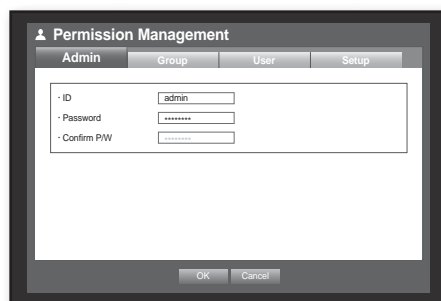 Permission Management
Admin Group User Setup
· ID admin
· Password ••••••••
· Confirm P/W ••••••••
OK Cancel